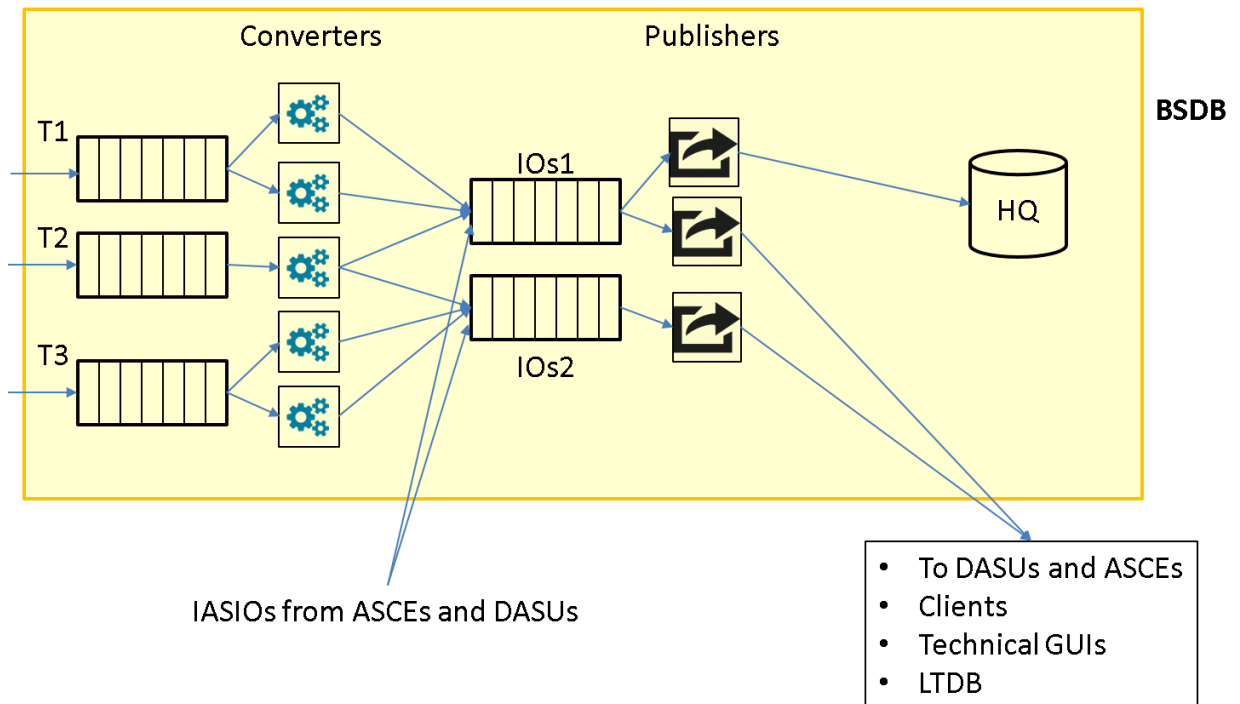 Converters
Publishers
BSDB
T1
IOs1
HQ
T2
T3
IOs2
IASIOs from ASCEs and DASUs
• To DASUs and ASCEs
• Clients
• Technical GUIs
• LTDB